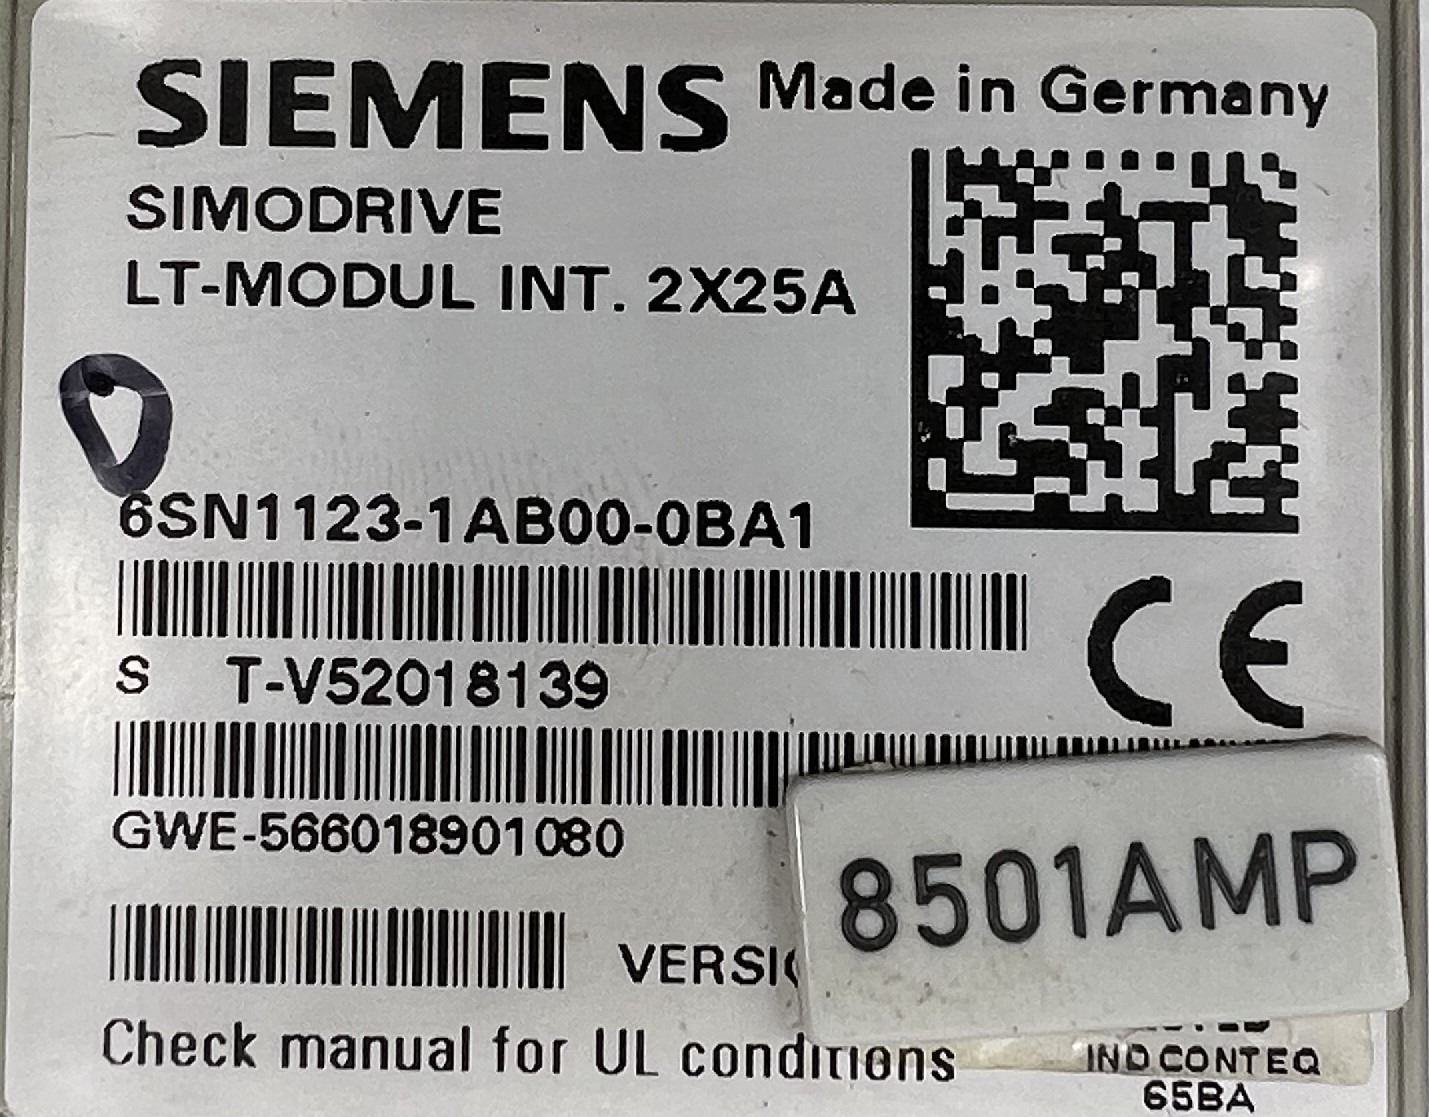 SIEMENS Made in Germany
SIMODRIVE
LT-MODUL INT. 2X25A
6SN1123-1AB00-0BA1
CE
S T-V52018139
GWE-566018901080
8501AMP
Check manual for UL conditions
IND CONTEQ
65BA